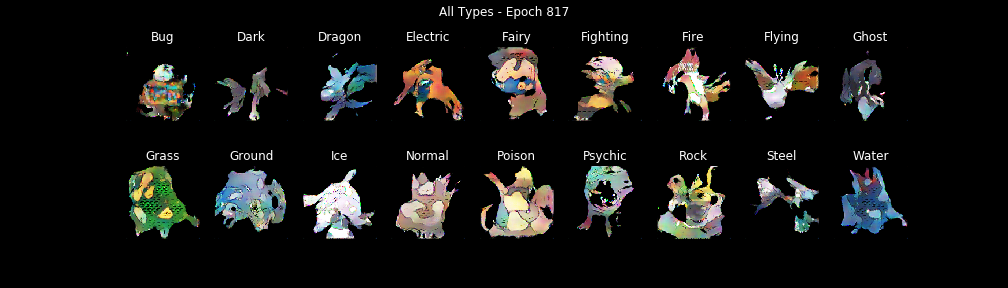 All Types - Epoch 817
Bug Dark Dragon Electric Fairy Fighting Fire Flying Ghost
Grass Ground Ice Normal Poison Psychic Rock Steel Water